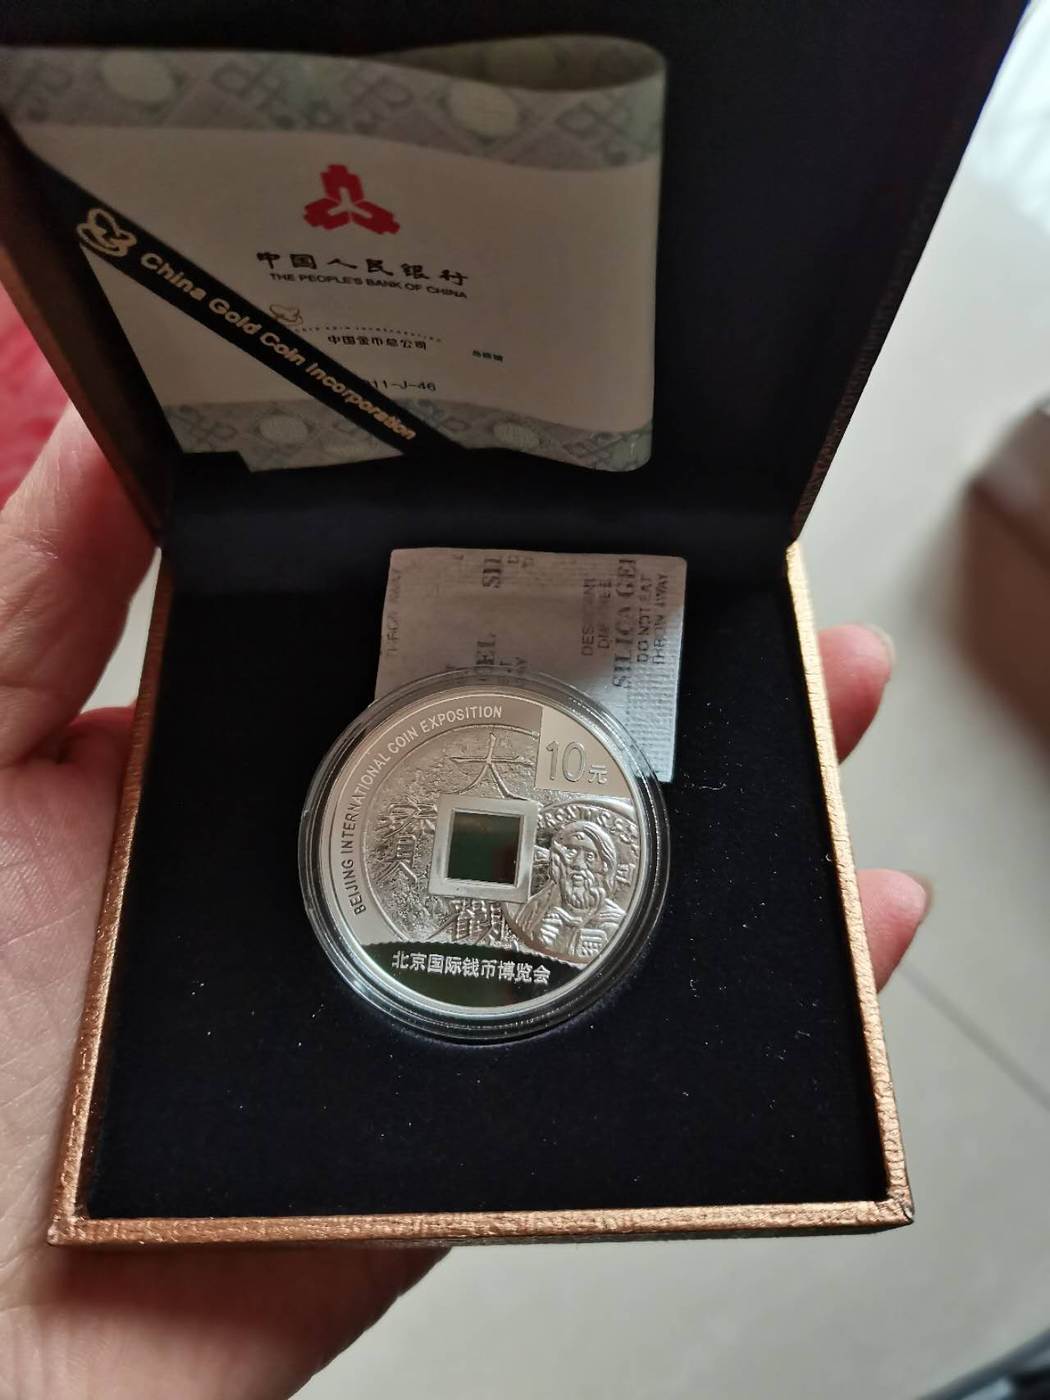 中国人民银行
THE PEOPLE'S BANK OF CHINA
中国金币总公司
11-J-46
China Gold Coin Incorporation
SILICA GEL
DO NOT EAT
THROW AWAY
BEIJING INTERNATIONAL COIN EXPOSITION
10元
大
北京国际钱币博览会